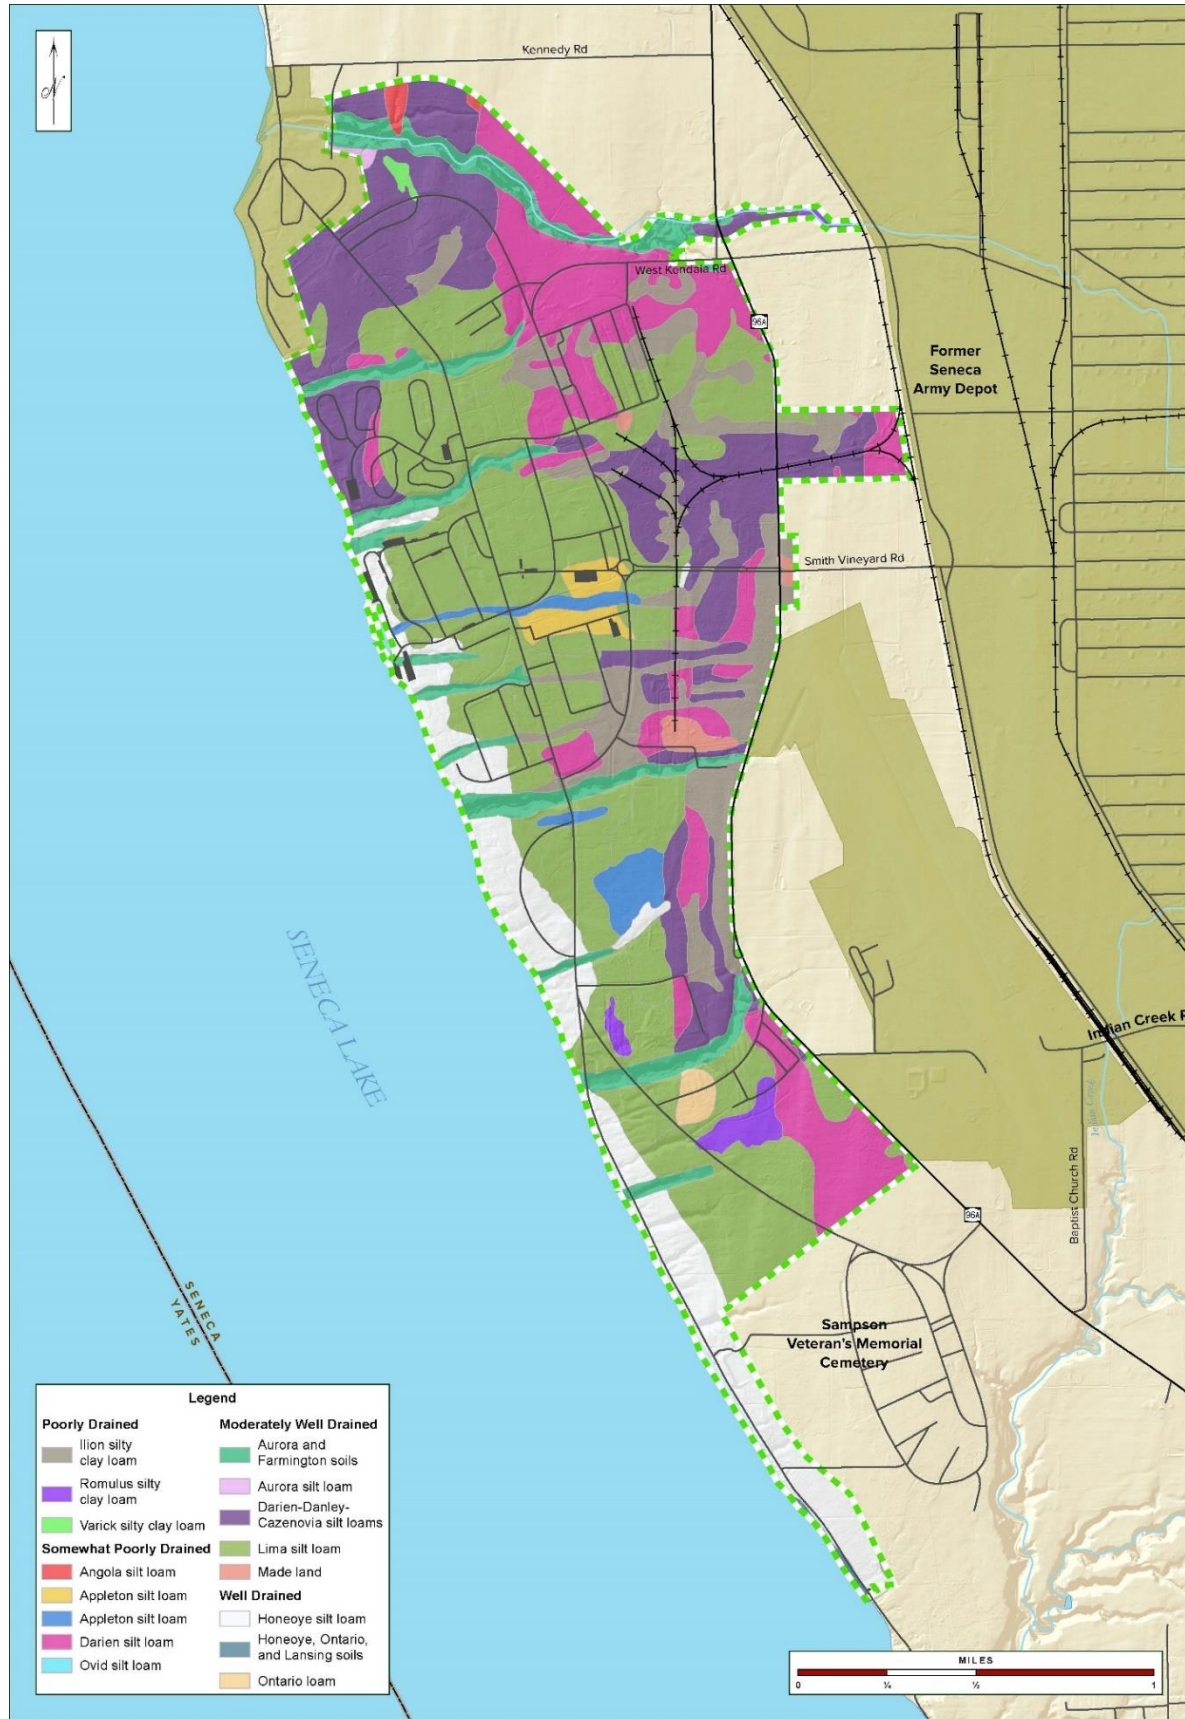 N
Kennedy Rd
West Kendaia Rd
96A
Former
Seneca
Army Depot
Smith Vineyard Rd
SENECA LAKE
Indian Creek R
Indian Creek
Baptist Church Rd
96A
SENECA
YATES
Sampson
Veteran's Memorial
Cemetery
Legend
Poorly Drained
Ilion silty
clay loam
Romulus silty
clay loam
Varick silty clay loam
Somewhat Poorly Drained
Angola silt loam
Appleton silt loam
Appleton silt loam
Darien silt loam
Ovid silt loam
Moderately Well Drained
Aurora and
Farmington soils
Aurora silt loam
Darien-Danley-
Cazenovia silt loams
Lima silt loam
Made land
Well Drained
Honeoye silt loam
Honeoye, Ontario,
and Lansing soils
Ontario loam
MILES
0 ¼ ½ 1